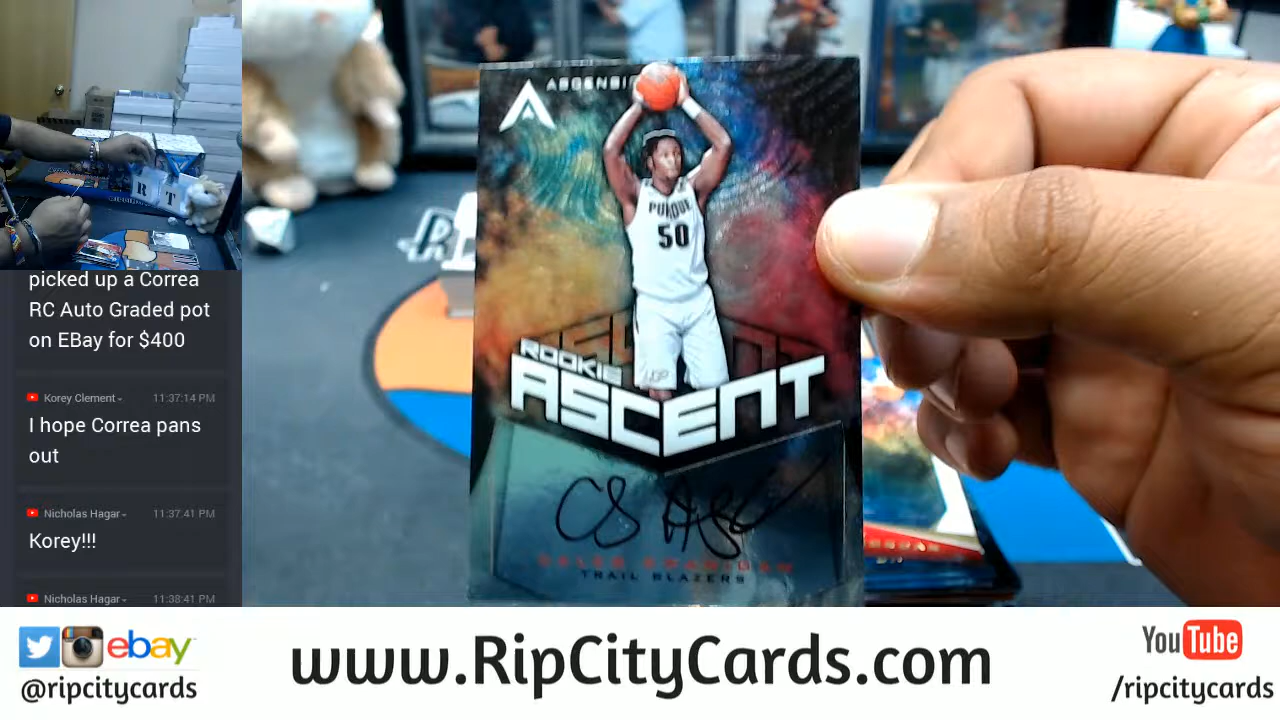 picked up a Correa
RC Auto Graded pot
on EBay for $400
Korey Clement
11:37:14 PM
I hope Correa pans
out
Nicholas Hagar
11:37:41 PM
Korey!!!
Nicholas Hagar
11:38:41 PM
R T
ASCENSI
PURDUE
50
ROOKIE
ASCENT
TRAIL BLAZERS
ebay
@ripcitycards
www.RipCityCards.com
YouTube
/ripcitycards